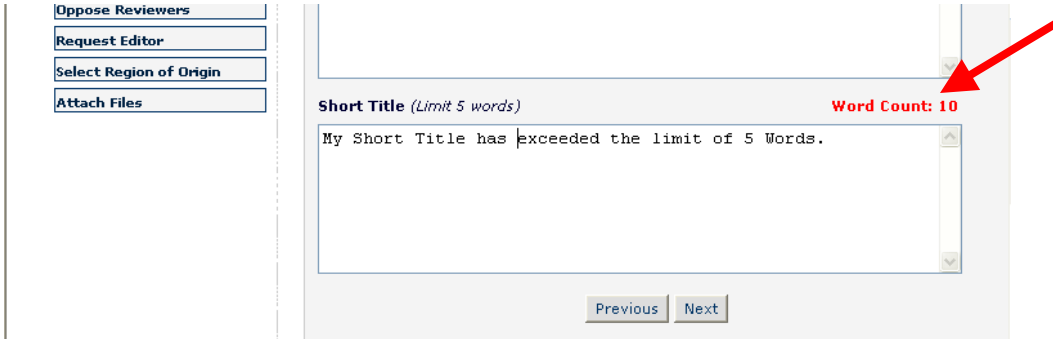 Oppose Reviewers
Request Editor
Select Region of Origin
Attach Files
Short Title (Limit 5 words) Word Count: 10
My Short Title has exceeded the limit of 5 Words.
Previous Next